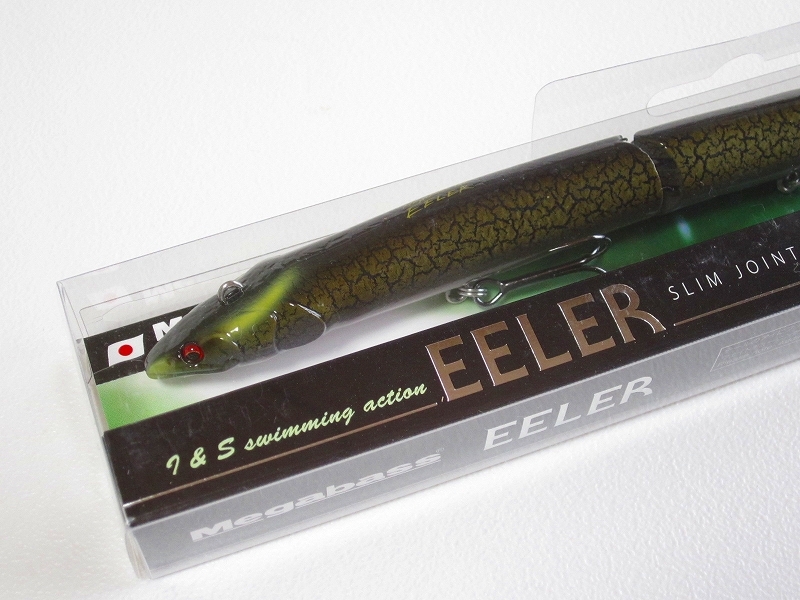 EELER
EELER
SLIM JOINT
I & S swimming action
EELER
Megabass